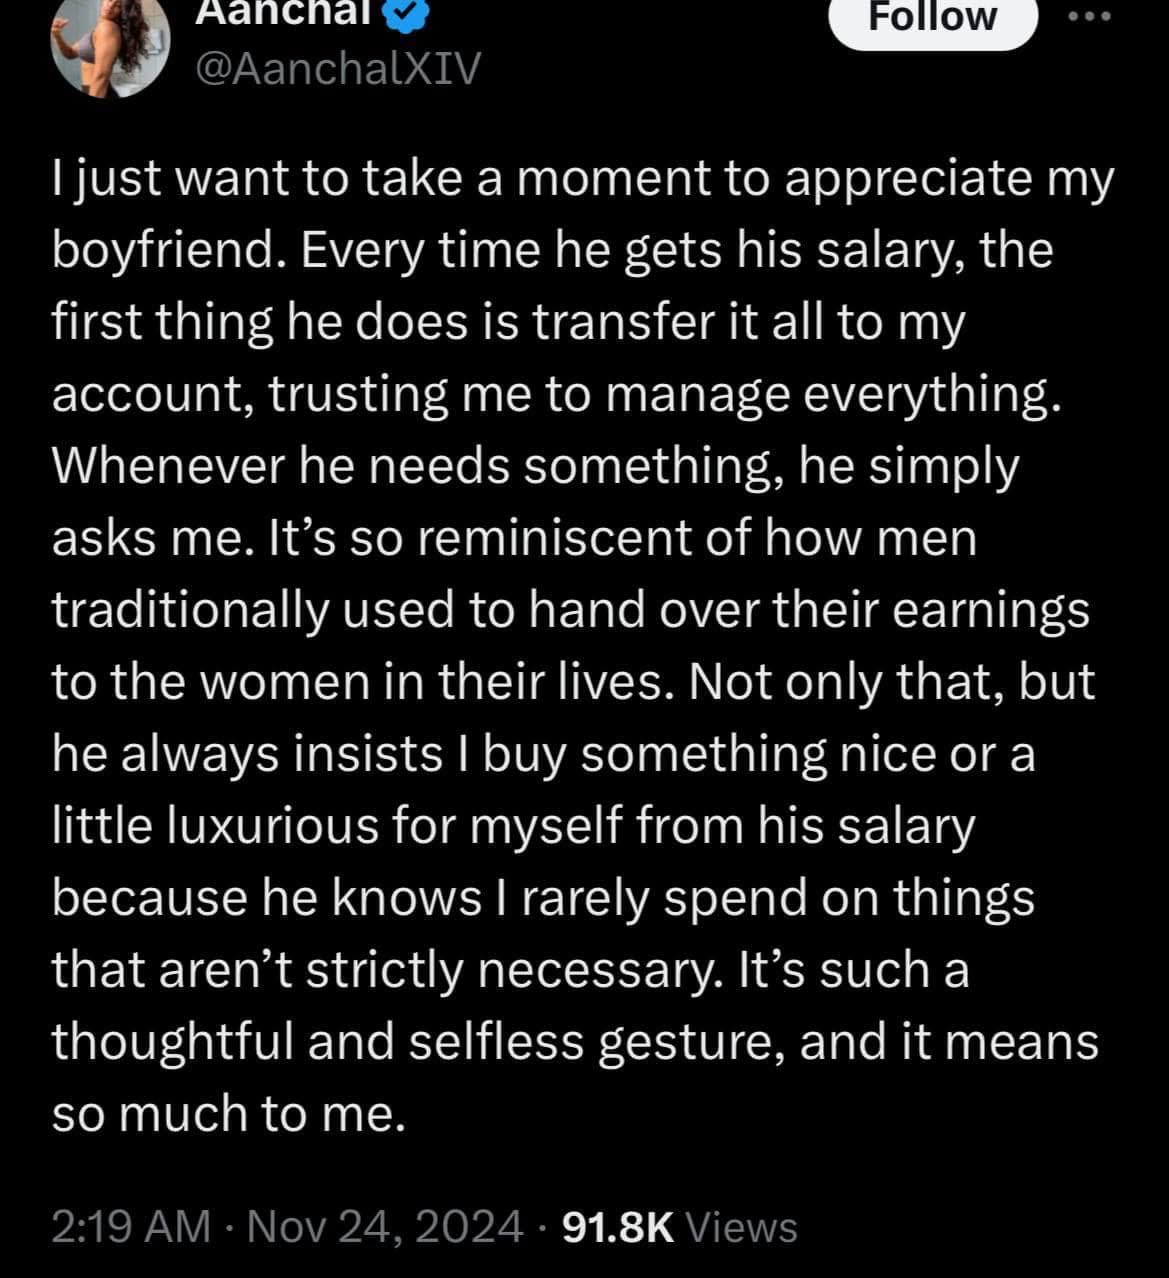 Aanchal
Follow
@AanchalXIV
I just want to take a moment to appreciate my
boyfriend. Every time he gets his salary, the
first thing he does is transfer it all to my
account, trusting me to manage everything.
Whenever he needs something, he simply
asks me. It’s so reminiscent of how men
traditionally used to hand over their earnings
to the women in their lives. Not only that, but
he always insists I buy something nice or a
little luxurious for myself from his salary
because he knows I rarely spend on things
that aren’t strictly necessary. It’s such a
thoughtful and selfless gesture, and it means
so much to me.
2:19 AM · Nov 24, 2024 · 91.8K Views